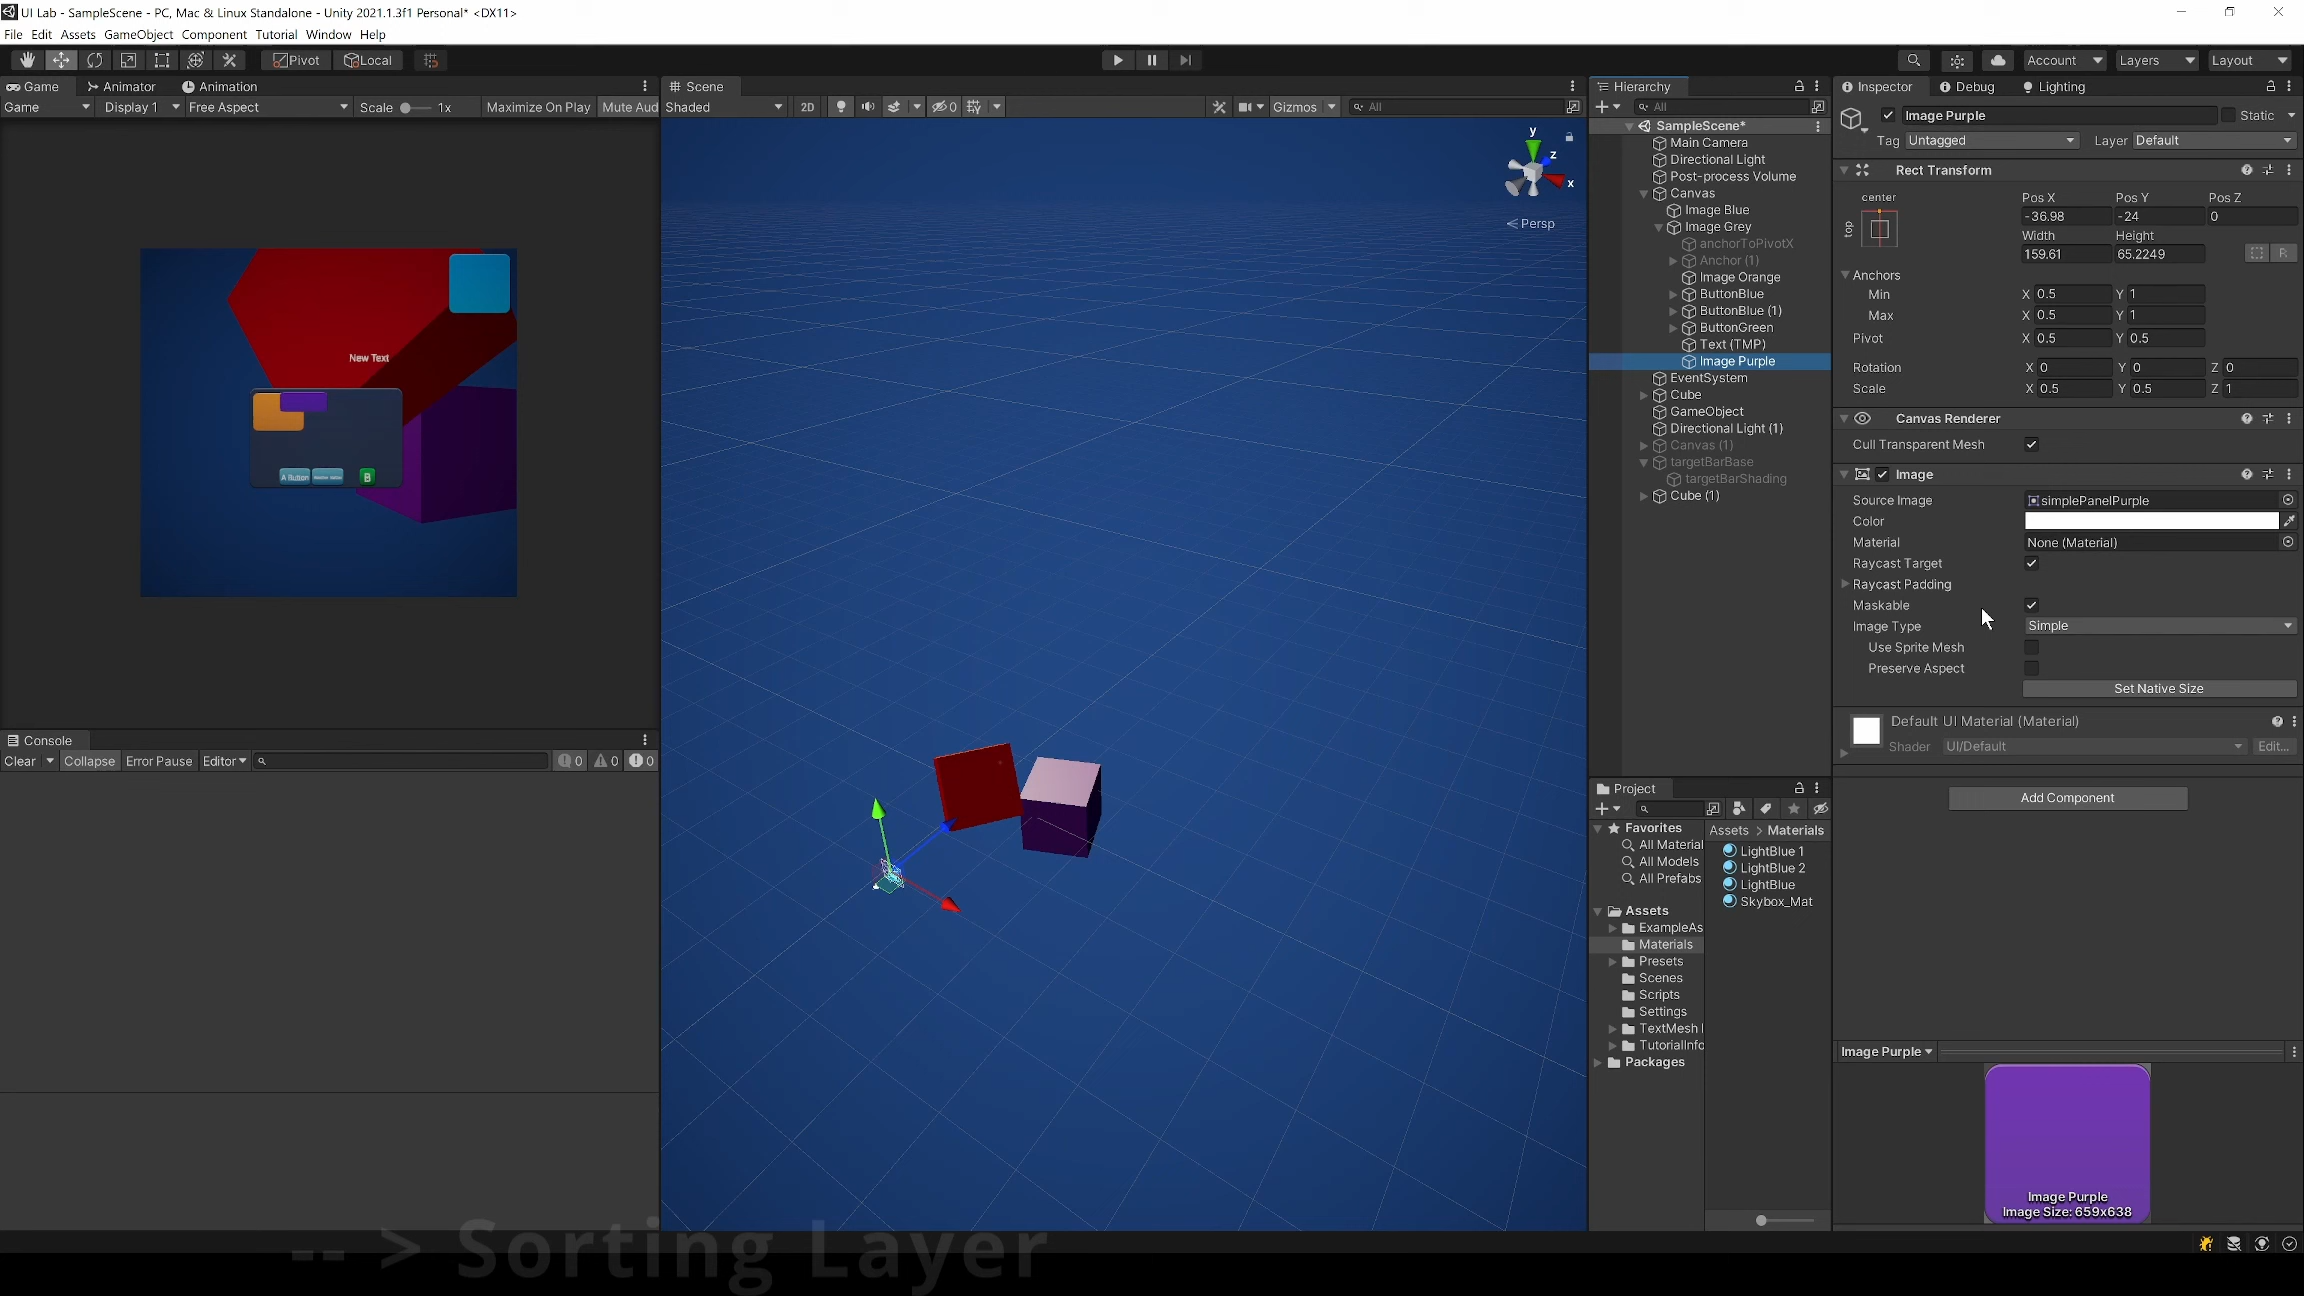 UI Lab - SampleScene - PC, Mac & Linux Standalone - Unity 2021.1.3f1 Personal* <DX11>
File Edit Assets GameObject Component Tutorial Window Help
Pivot Local Account Layers Layout
Game Animator Animation
Game Display 1 Free Aspect Scale 1x Maximize On Play Mute Aud
New Text
A Button
B
Console
Clear Collapse Error Pause Editor 0 0 0
Scene
Shaded 2D 0 Gizmos All
y
z
x
Persp
Hierarchy
All
SampleScene*
Main Camera
Directional Light
Post-process Volume
Canvas
Image Blue
Image Grey
anchorToPivotX
Anchor (1)
Image Orange
ButtonBlue
ButtonBlue (1)
ButtonGreen
Text (TMP)
Image Purple
EventSystem
Cube
GameObject
Directional Light (1)
Canvas (1)
targetBarBase
targetBarShading
Cube (1)
Project
Favorites
All Material
All Models
All Prefabs
Assets
ExampleAs
Materials
Presets
Scenes
Scripts
Settings
TextMesh
TutorialInfo
Packages
Assets > Materials
LightBlue 1
LightBlue 2
LightBlue
Skybox_Mat
Inspector Debug Lighting
Image Purple Static
Tag Untagged Layer Default
Rect Transform
center
top
Pos X Pos Y Pos Z
-36.98 -24 0
Width Height
159.61 65.2249 R
Anchors
Min X 0.5 Y 1
Max X 0.5 Y 1
Pivot X 0.5 Y 0.5
Rotation X 0 Y 0 Z 0
Scale X 0.5 Y 0.5 Z 1
Canvas Renderer
Cull Transparent Mesh
Image
Source Image simplePanelPurple
Color
Material None (Material)
Raycast Target
Raycast Padding
Maskable
Image Type Simple
Use Sprite Mesh
Preserve Aspect
Set Native Size
Default UI Material (Material)
Shader UI/Default Edit...
Add Component
Image Purple
Image Purple
Image Size: 659x638
-- > Sorting Layer